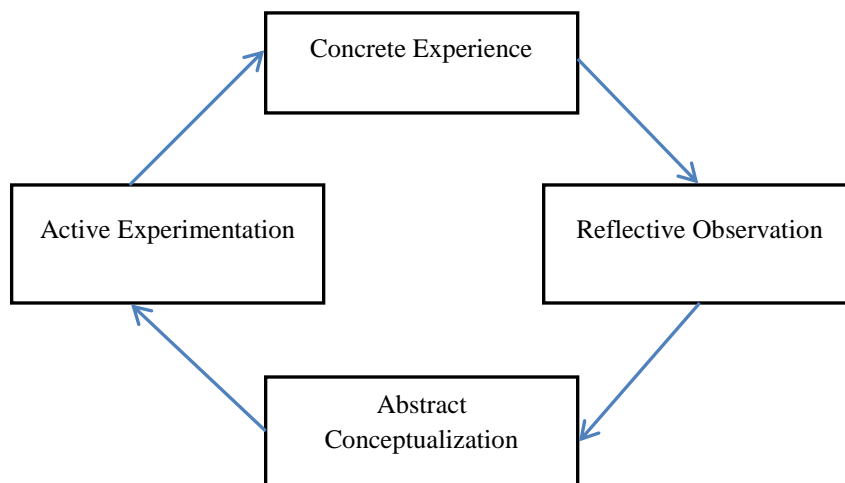 Concrete Experience
Active Experimentation
Reflective Observation
Abstract
Conceptualization